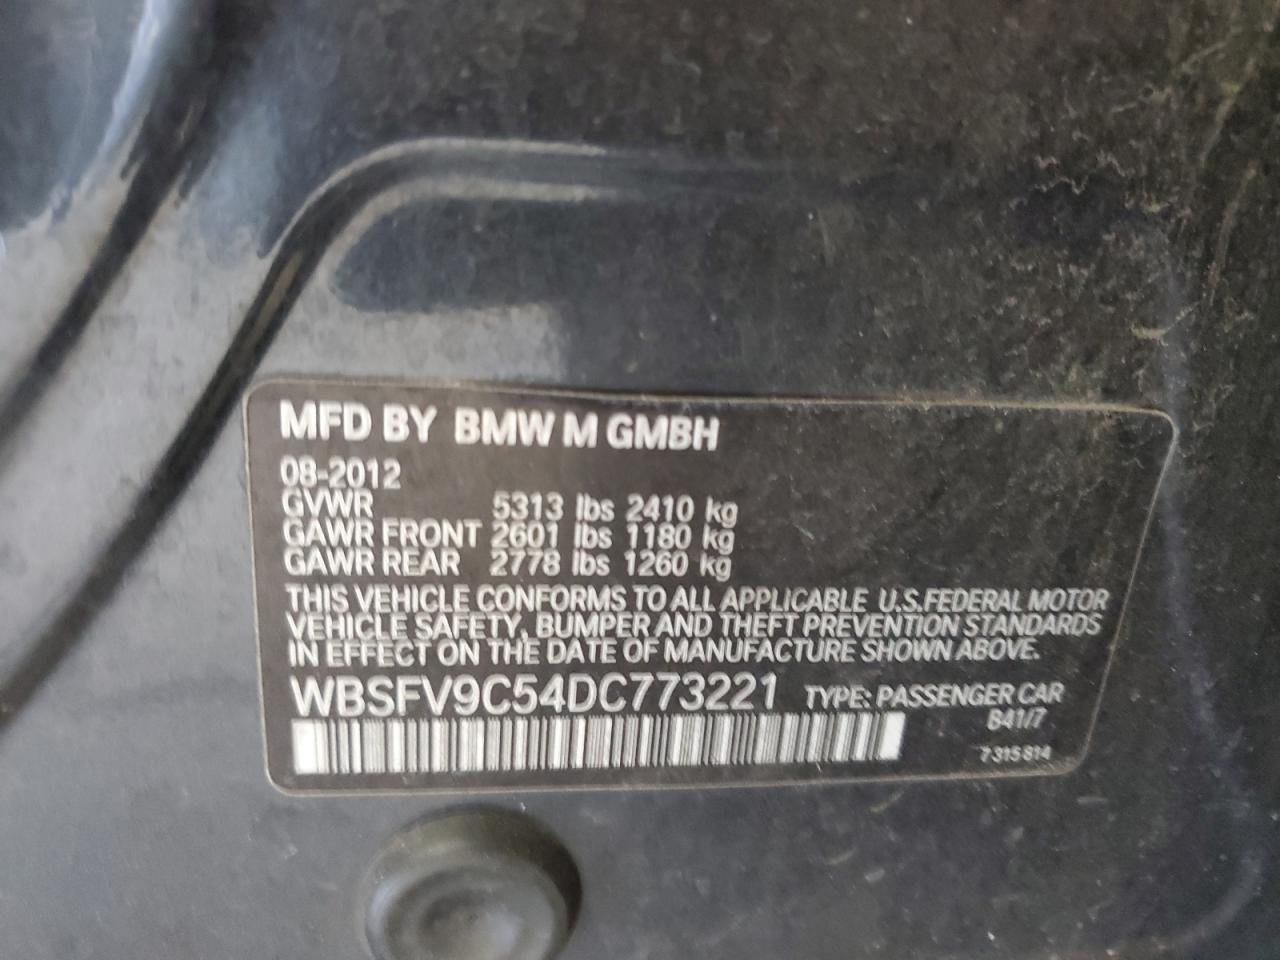 MFD BY BMW M GMBH
08-2012
GVWR 5313 lbs 2410 kg
GAWR FRONT 2601 lbs 1180 kg
GAWR REAR 2778 lbs 1260 kg
THIS VEHICLE CONFORMS TO ALL APPLICABLE U.S.FEDERAL MOTOR
VEHICLE SAFETY, BUMPER AND THEFT PREVENTION STANDARDS
IN EFFECT ON THE DATE OF MANUFACTURE SHOWN ABOVE.
WBSFV9C54DC773221 TYPE: PASSENGER CAR
B41/7
7 315 814